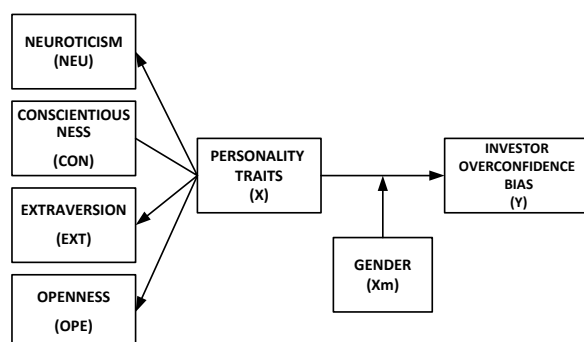 NEUROTICISM
(NEU)
CONSCIENTIOUS
NESS
(CON)
EXTRAVERSION
(EXT)
OPENNESS
(OPE)
PERSONALITY
TRAITS
(X)
GENDER
(Xm)
INVESTOR
OVERCONFIDENCE
BIAS
(Y)